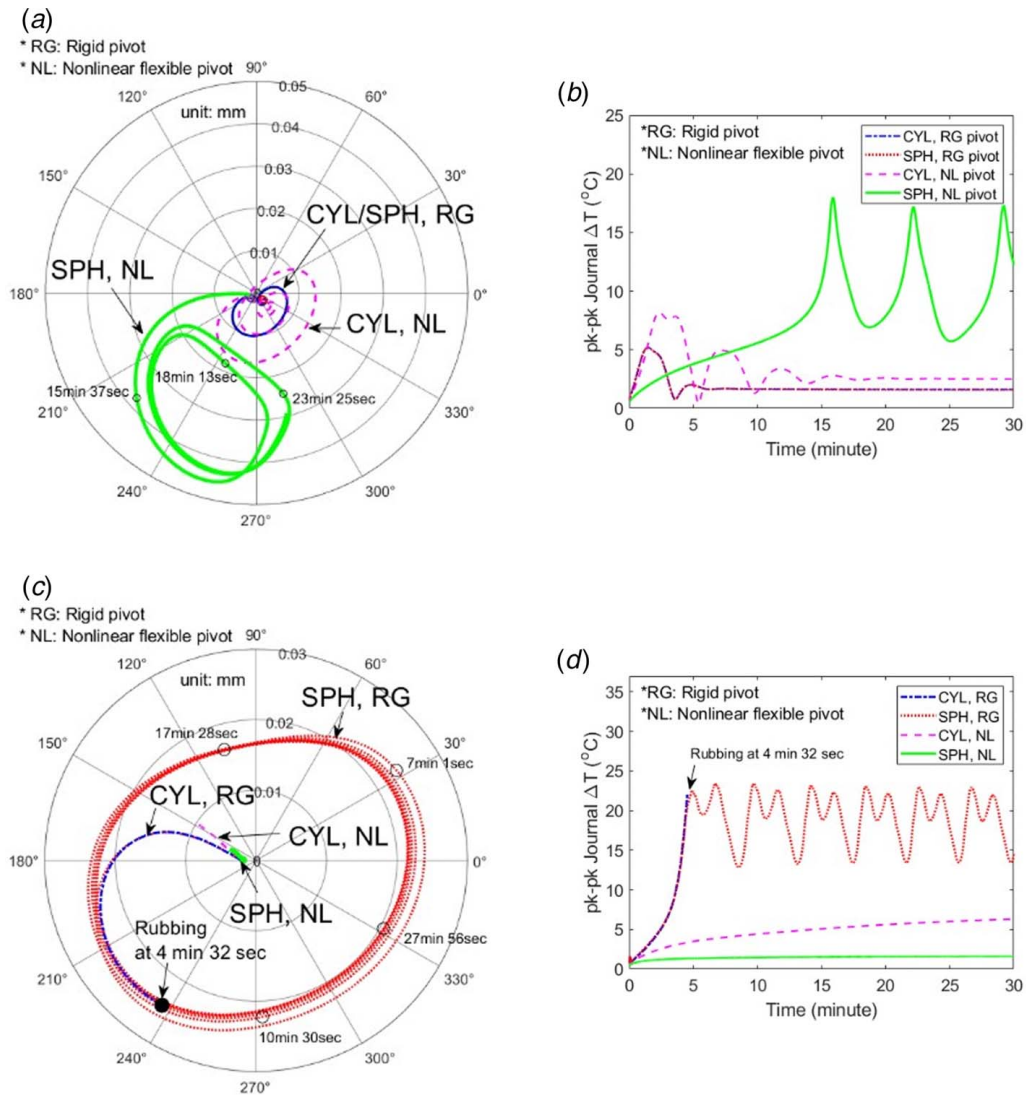 (a)
* RG: Rigid pivot
* NL: Nonlinear flexible pivot
90°
120°
60°
unit: mm
0.05
0.04
0.03
0.02
0.01
150°
30°
CYL/SPH, RG
SPH, NL
180°
0°
CYL, NL
15min 37sec
18min 13sec
23min 25sec
210°
330°
240°
300°
270°
(b)
25
20
15
10
5
0
pk-pk Journal Δ T (°C)
*RG: Rigid pivot
*NL: Nonlinear flexible pivot
CYL, RG pivot
SPH, RG pivot
CYL, NL pivot
SPH, NL pivot
0 5 10 15 20 25 30
Time (minute)
(c)
* RG: Rigid pivot
* NL: Nonlinear flexible pivot
90°
120°
60°
unit: mm
0.03
0.02
0.01
0
SPH, RG
17min 28sec
150°
30°
7min 1sec
CYL, RG
CYL, NL
180°
0°
SPH, NL
Rubbing
at 4 min 32 sec
27min 56sec
210°
330°
10min 30sec
240°
300°
270°
(d)
35
30
25
20
15
10
5
0
pk-pk Journal Δ T (°C)
*RG: Rigid pivot
*NL: Nonlinear flexible pivot
CYL, RG
SPH, RG
CYL, NL
SPH, NL
Rubbing at 4 min 32 sec
0 5 10 15 20 25 30
Time (minute)